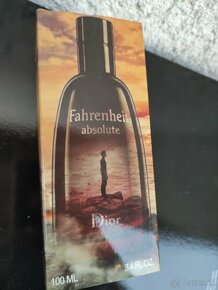 Fahrenheit
absolute
Dior
100 ML
3.4 FL.OZ